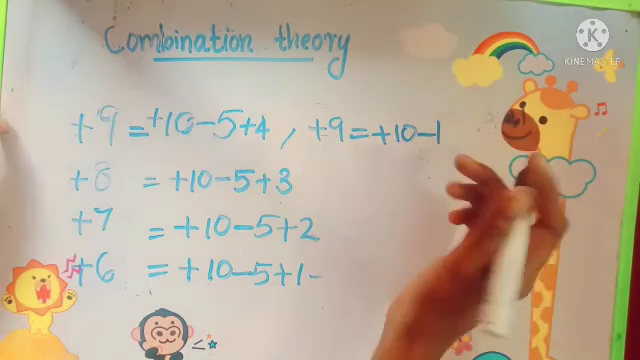 Combination theory
KINEMASTER
+9 = +10-5+4, +9 = +10-1
+8 = +10-5+3
+7 = +10-5+2
+6 = +10-5+1-